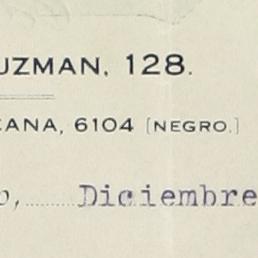 UZMAN, 128.
CANA, 6104 [NEGRO.]
o, Diciembre